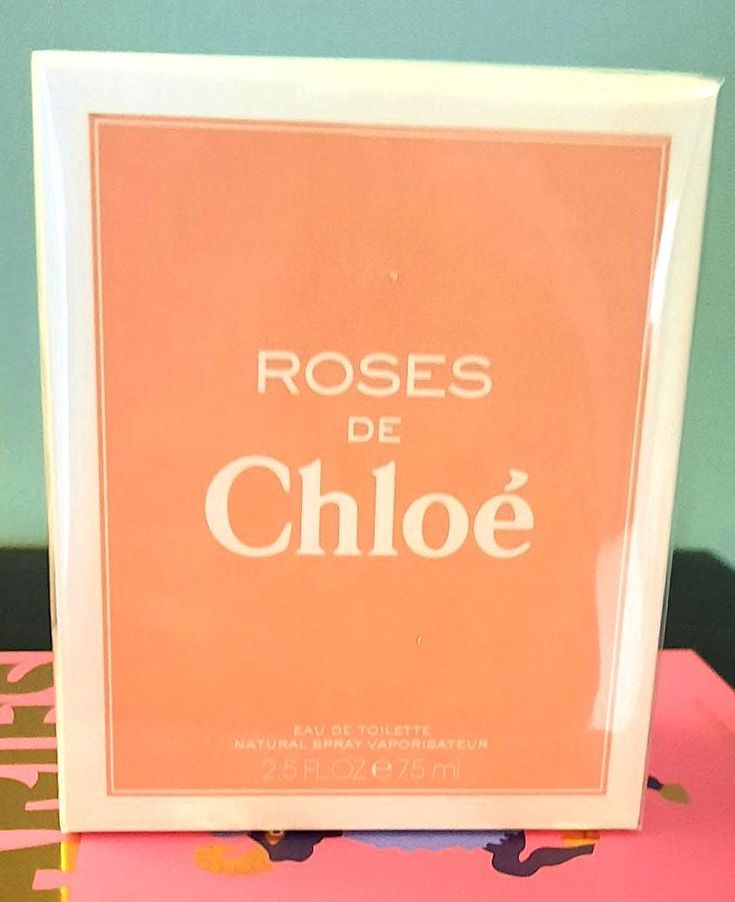 ROSES
DE
Chloé
EAU DE TOILETTE
NATURAL SPRAY VAPORISATEUR
2.5 FL.OZ ℮ 75 ml